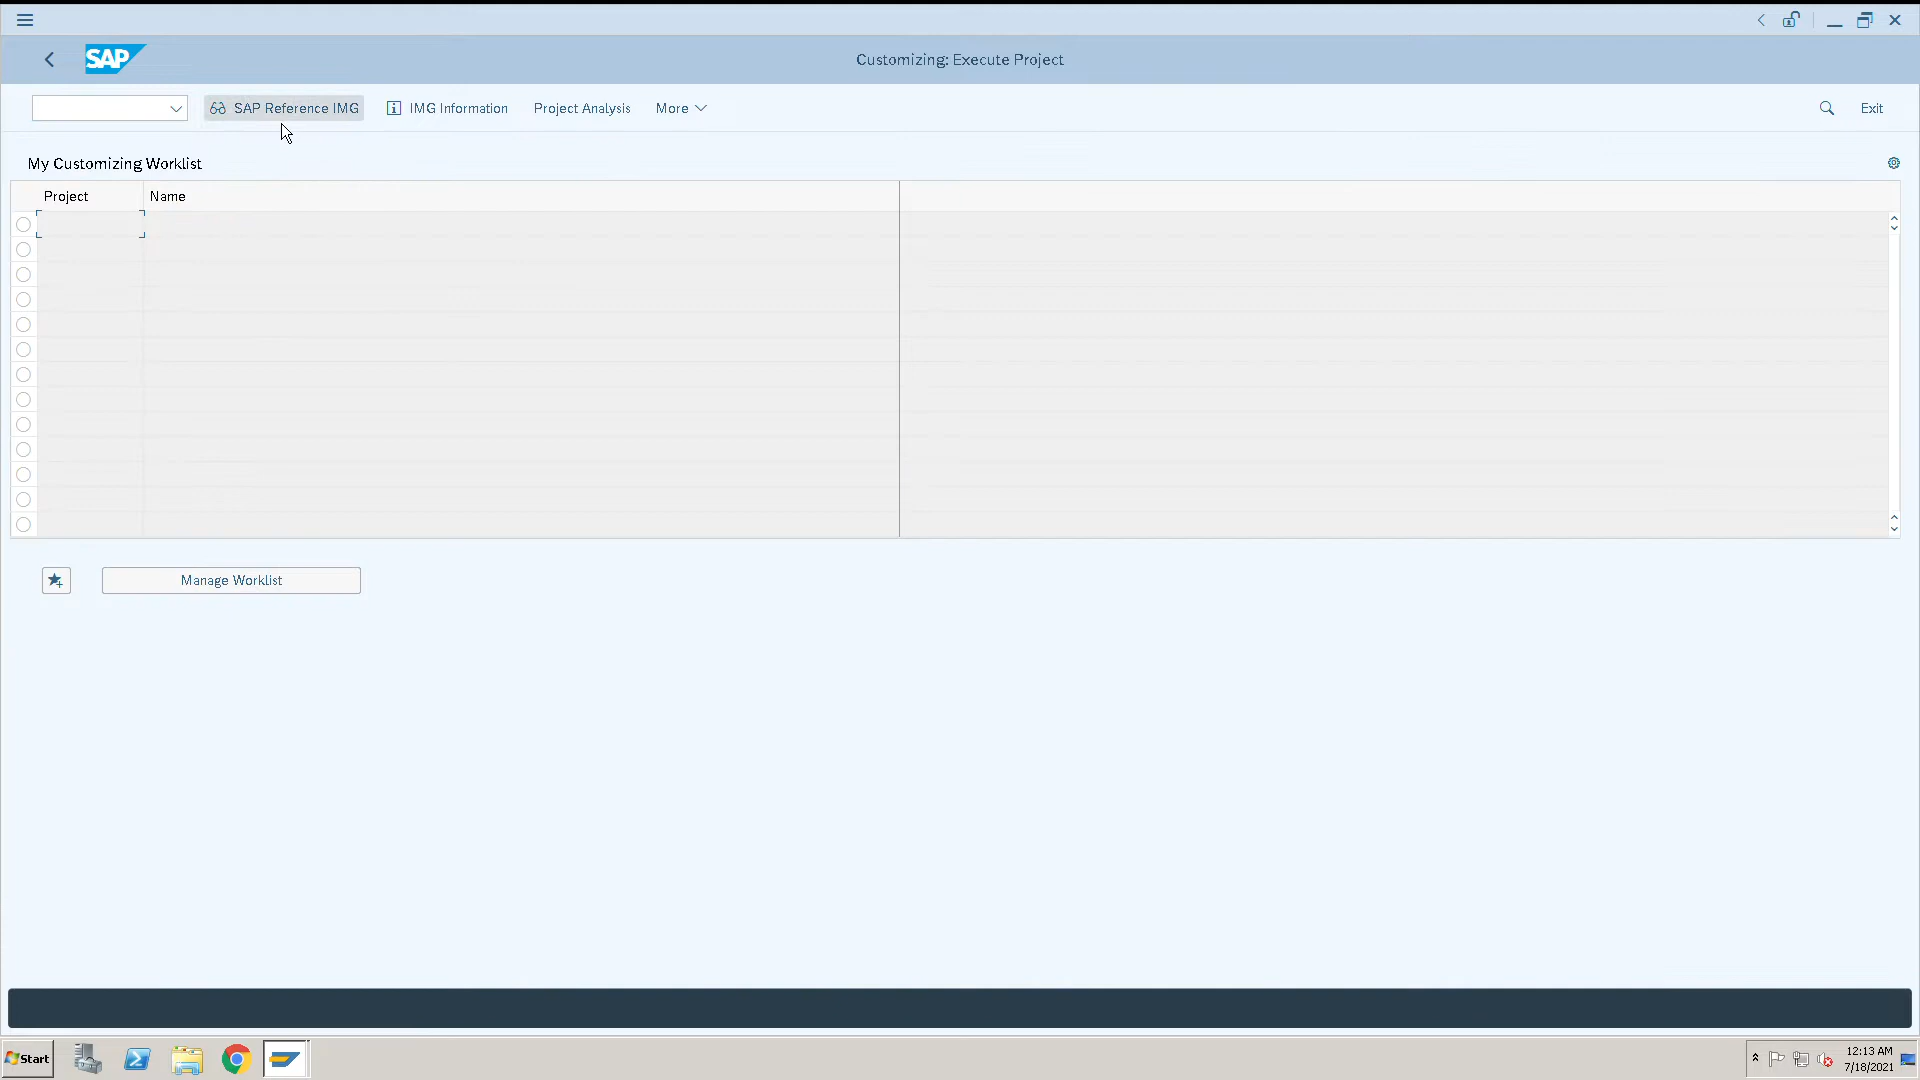 SAP
Customizing: Execute Project
SAP Reference IMG
IMG Information
Project Analysis
More
Exit
My Customizing Worklist
Project
Name
Manage Worklist
Start
12:13 AM
7/18/2021